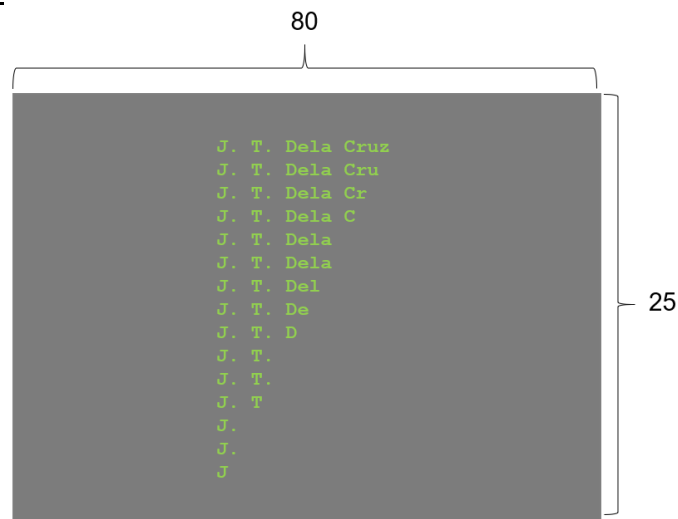 80
J. T. Dela Cruz
J. T. Dela Cru
J. T. Dela Cr
J. T. Dela C
J. T. Dela
J. T. Dela
J. T. Del
J. T. De
J. T. D
J. T.
J. T.
J. T
J.
J.
J
25